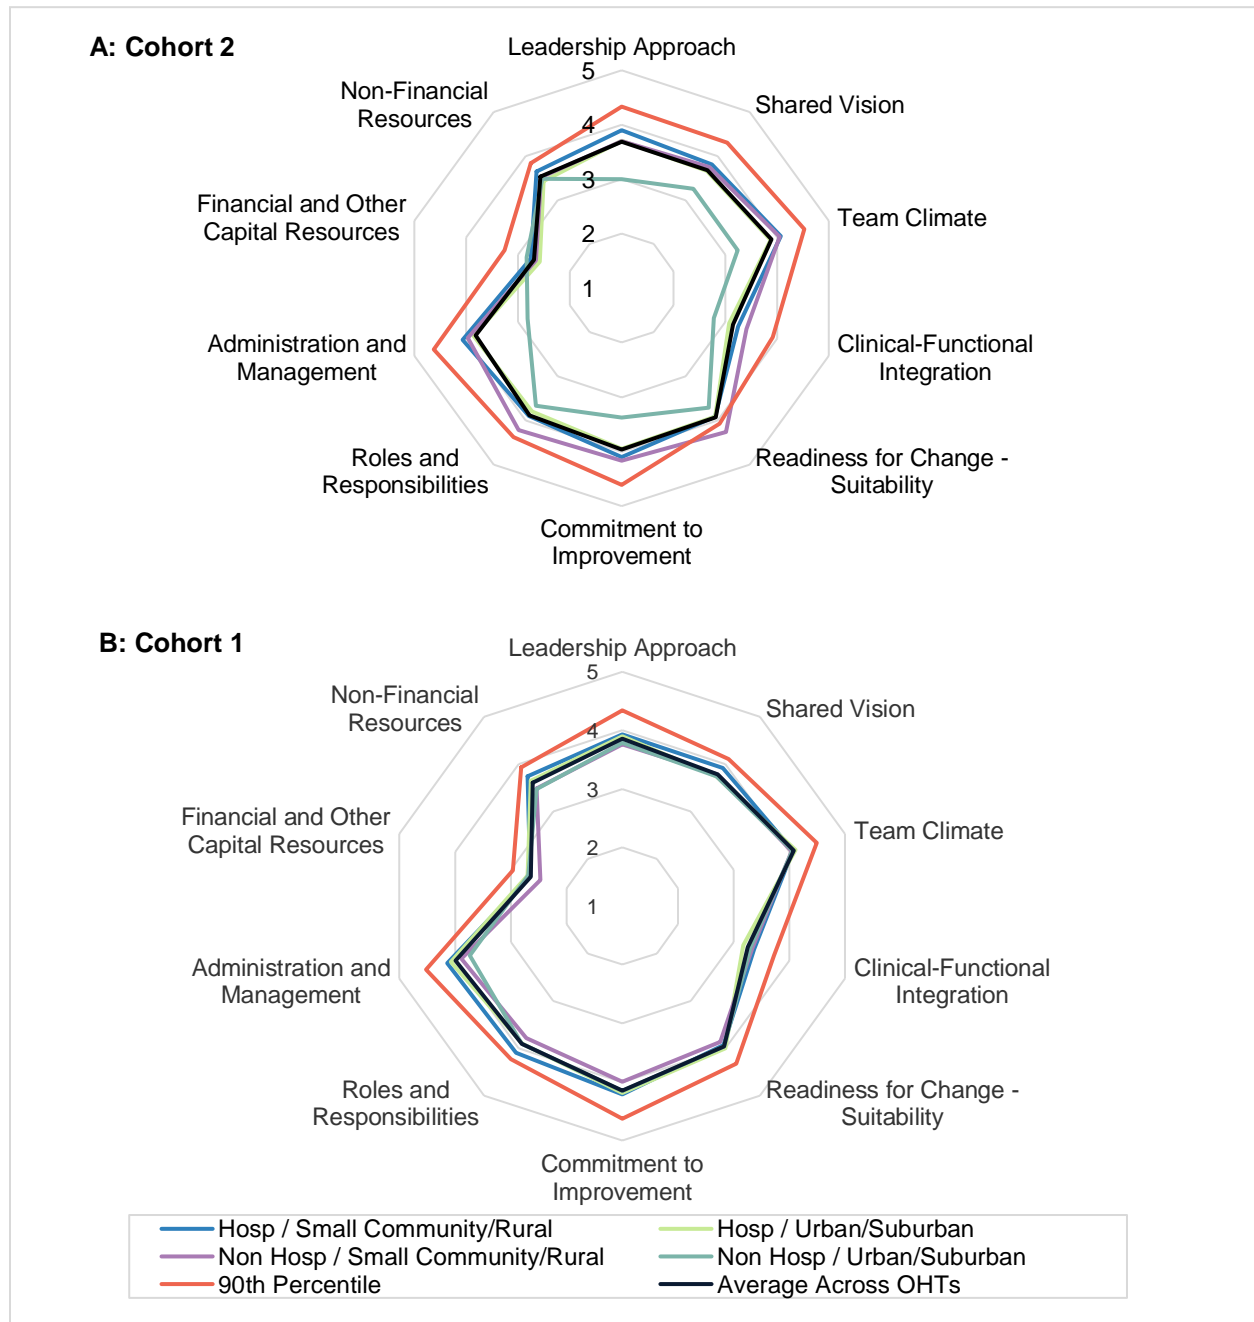 A: Cohort 2
Leadership Approach
Shared Vision
Team Climate
Clinical-Functional
Integration
Readiness for Change -
Suitability
Commitment to
Improvement
Roles and
Responsibilities
Administration and
Management
Financial and Other
Capital Resources
Non-Financial
Resources
5
4
3
2
1
B: Cohort 1
Leadership Approach
Shared Vision
Team Climate
Clinical-Functional
Integration
Readiness for Change -
Suitability
Commitment to
Improvement
Roles and
Responsibilities
Administration and
Management
Financial and Other
Capital Resources
Non-Financial
Resources
5
4
3
2
1
Hosp / Small Community/Rural
Hosp / Urban/Suburban
Non Hosp / Small Community/Rural
Non Hosp / Urban/Suburban
90th Percentile
Average Across OHTs